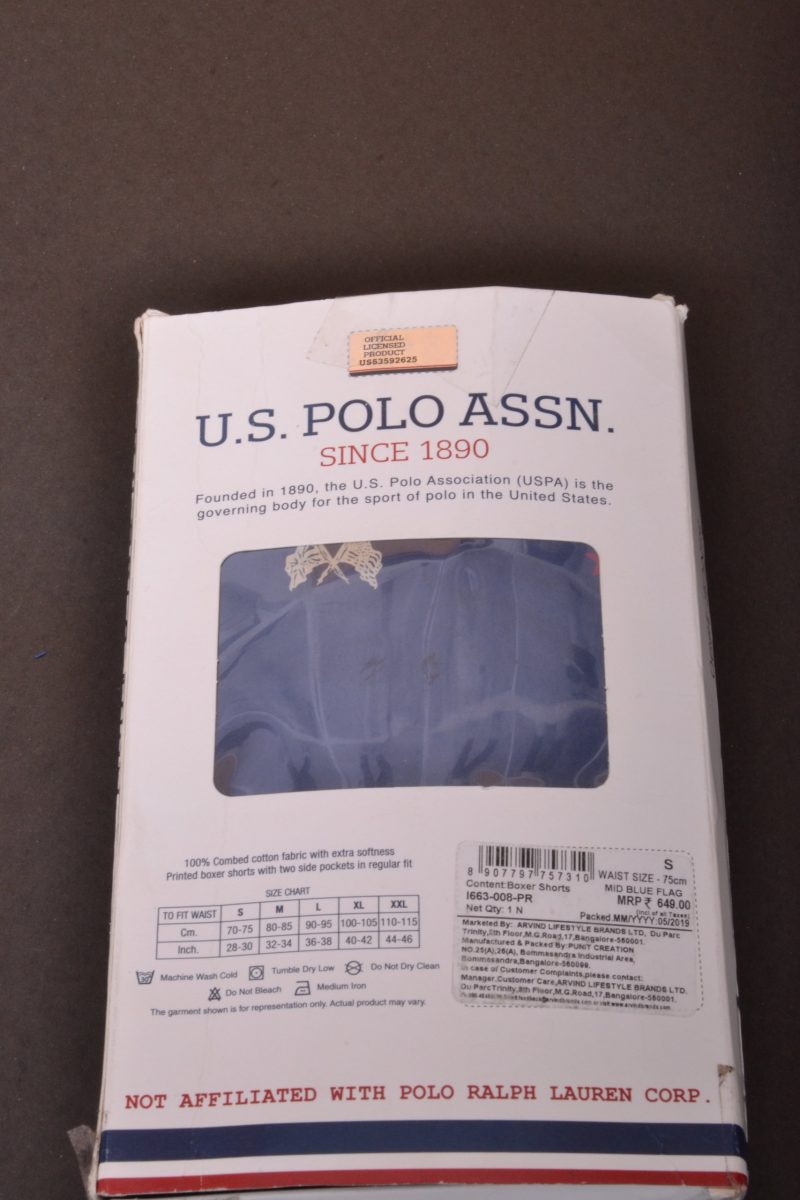 OFFICIAL
LICENSED
PRODUCT
US63592625
U.S. POLO ASSN.
SINCE 1890
Founded in 1890, the U.S. Polo Association (USPA) is the
governing body for the sport of polo in the United States.
100% Combed cotton fabric with extra softness
Printed boxer shorts with two side pockets in regular fit
SIZE CHART
TO FIT WAIST S M L XL XXL
Cm. 70-75 80-85 90-95 100-105 110-115
Inch. 28-30 32-34 36-38 40-42 44-46
Machine Wash Cold Tumble Dry Low Do Not Dry Clean
Do Not Bleach Medium Iron
The garment shown is for representation only. Actual product may vary.
8 907797 757310
S
WAIST SIZE - 75cm
Content:Boxer Shorts MID BLUE FLAG
I663-008-PR MRP ₹ 649.00
(Incl. of all Taxes)
Net Qty: 1 N Packed.MM/YYYY:05/2019
Marketed By: ARVIND LIFESTYLE BRANDS LTD, Du Parc
Trinity,8th Floor,M.G.Road,17,Bangalore-560001.
Manufactured & Packed By:PUNIT CREATION
NO.25(A),26(A), Bommasandra Industrial Area,
Bommasandra,Bangalore-560099.
In case of Customer Complaints,please contact:
Manager,Customer Care,ARVIND LIFESTYLE BRANDS LTD.
Du ParcTrinity,8th Floor,M.G.Road,17,Bangalore-560001.
NOT AFFILIATED WITH POLO RALPH LAUREN CORP.